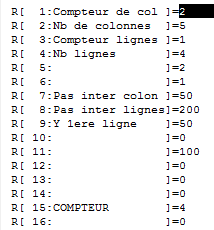 R[ 1:Compteur de col ]=2
R[ 2:Nb de colonnes ]=5
R[ 3:Compteur lignes ]=1
R[ 4:Nb lignes ]=4
R[ 5: ]=2
R[ 6: ]=1
R[ 7:Pas inter colon ]=50
R[ 8:Pas inter lignes]=200
R[ 9:Y 1ere ligne ]=50
R[ 10: ]=0
R[ 11: ]=100
R[ 12: ]=0
R[ 13: ]=0
R[ 14: ]=0
R[ 15:COMPTEUR ]=4
R[ 16: ]=0